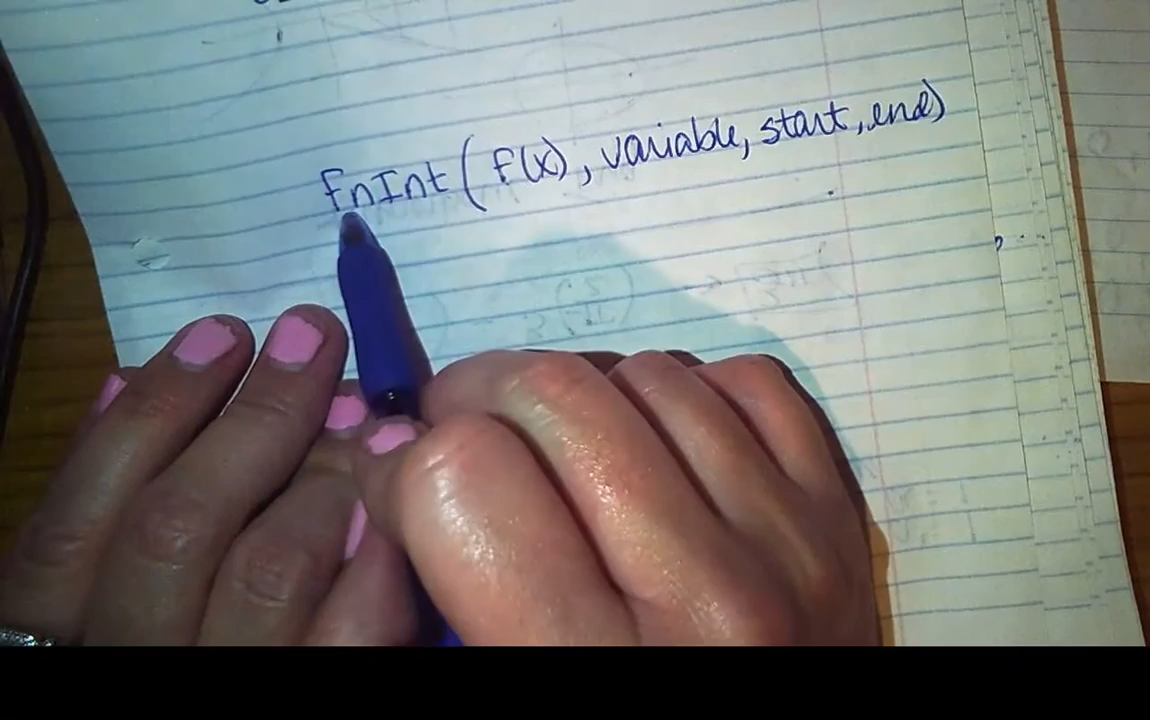 fnInt ( f(x), variable, start, end)